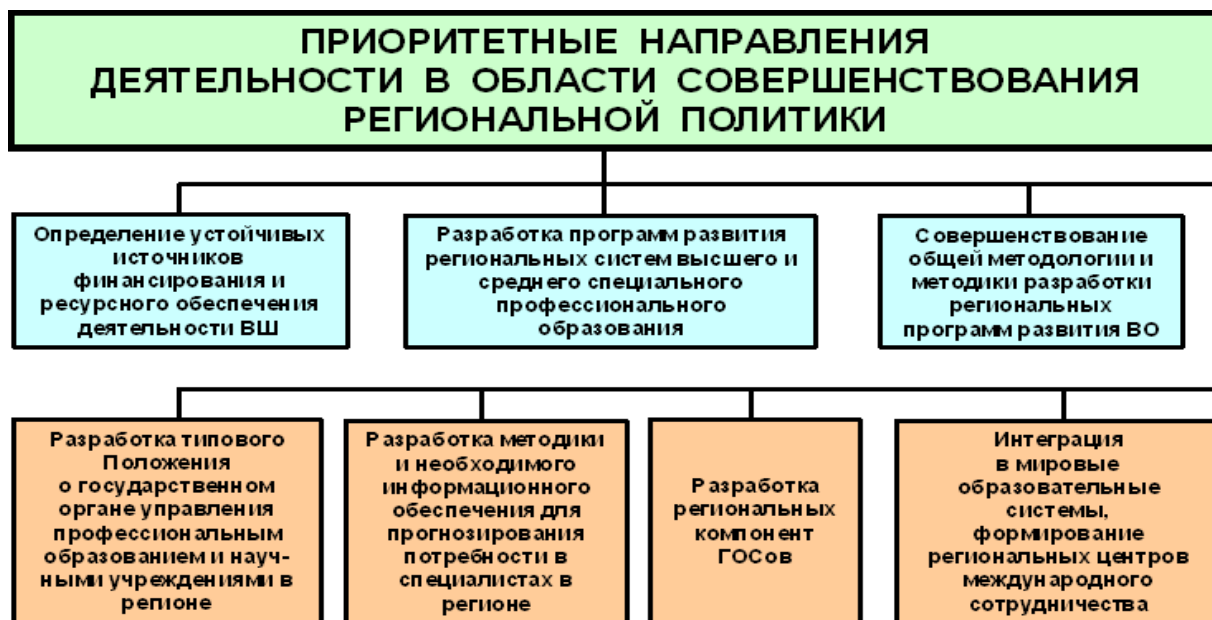 ПРИОРИТЕТНЫЕ НАПРАВЛЕНИЯ
ДЕЯТЕЛЬНОСТИ В ОБЛАСТИ СОВЕРШЕНСТВОВАНИЯ
РЕГИОНАЛЬНОЙ ПОЛИТИКИ
Определение устойчивых
источников
финансирования и
ресурсного обеспечения
деятельности ВШ
Разработка программ развития
региональных систем высшего и
среднего специального
профессионального
образования
Совершенствование
общей методологии и
методики разработки
региональных
программ развития ВО
Разработка типового
Положения
о государственном
органе управления
профессиональным
образованием и науч-
ными учреждениями в
регионе
Разработка методики
и необходимого
информационного
обеспечения для
прогнозирования
потребности в
специалистах в
регионе
Разработка
региональных
компонент
ГОСов
Интеграция
в мировые
образовательные
системы,
формирование
региональных центров
международного
сотрудничества